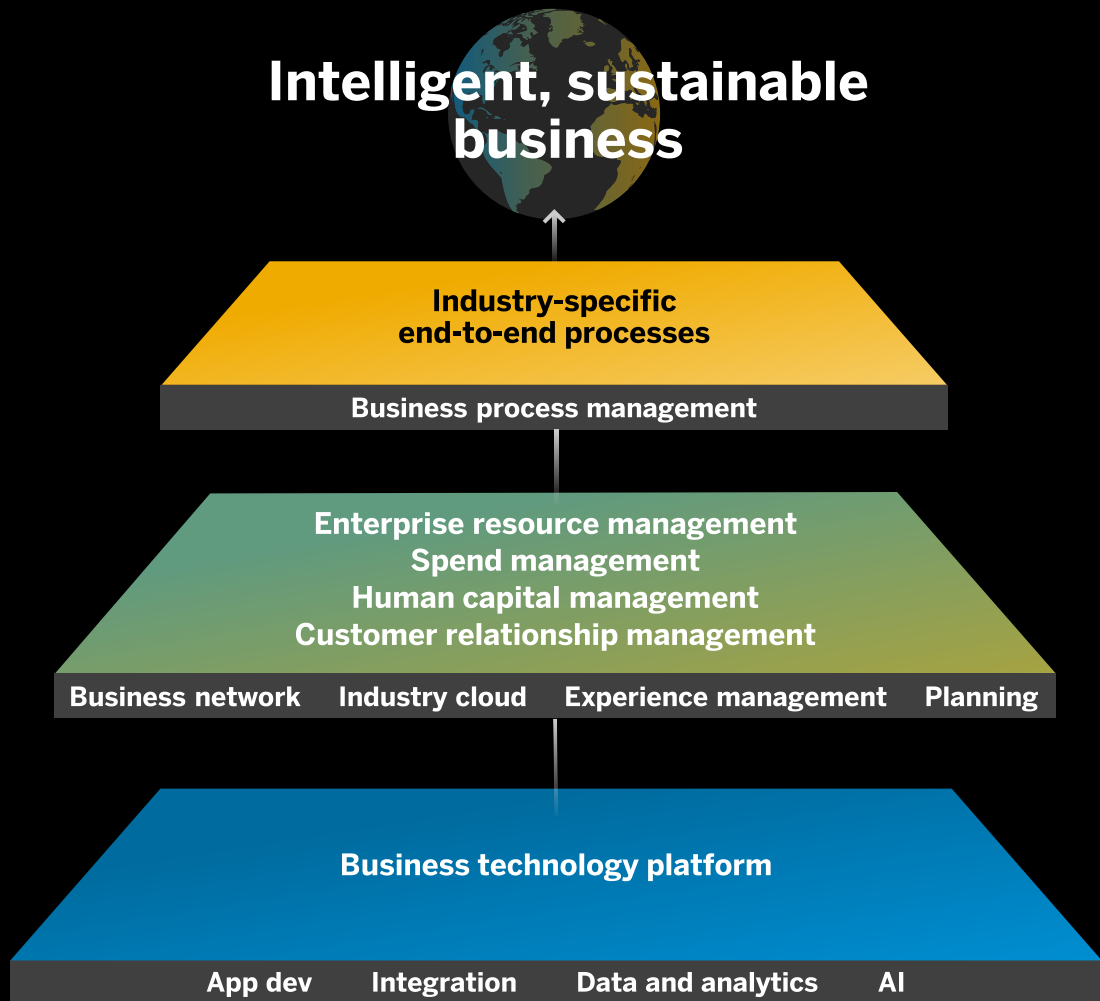 Intelligent, sustainable
business
Industry-specific
end-to-end processes
Business process management
Enterprise resource management
Spend management
Human capital management
Customer relationship management
Business network Industry cloud Experience management Planning
Business technology platform
App dev Integration Data and analytics AI